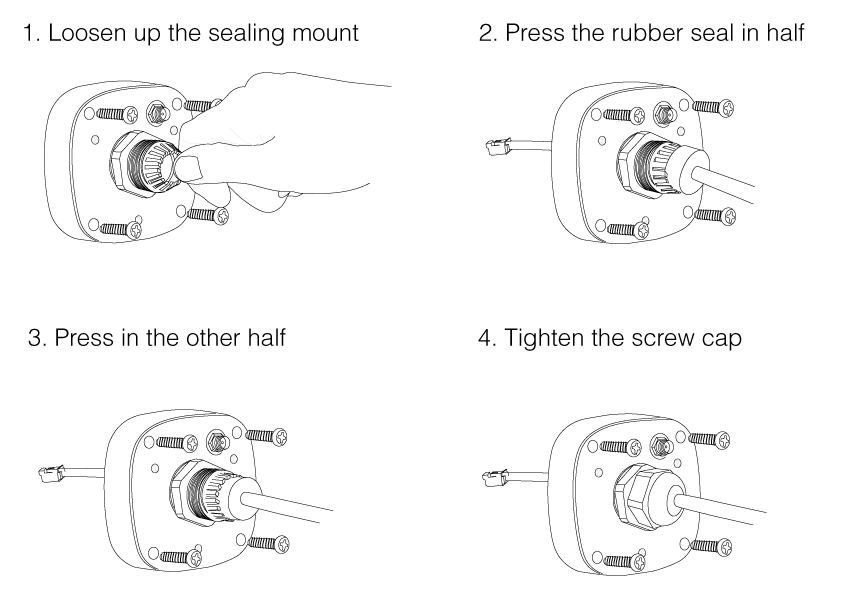 1. Loosen up the sealing mount
2. Press the rubber seal in half
3. Press in the other half
4. Tighten the screw cap